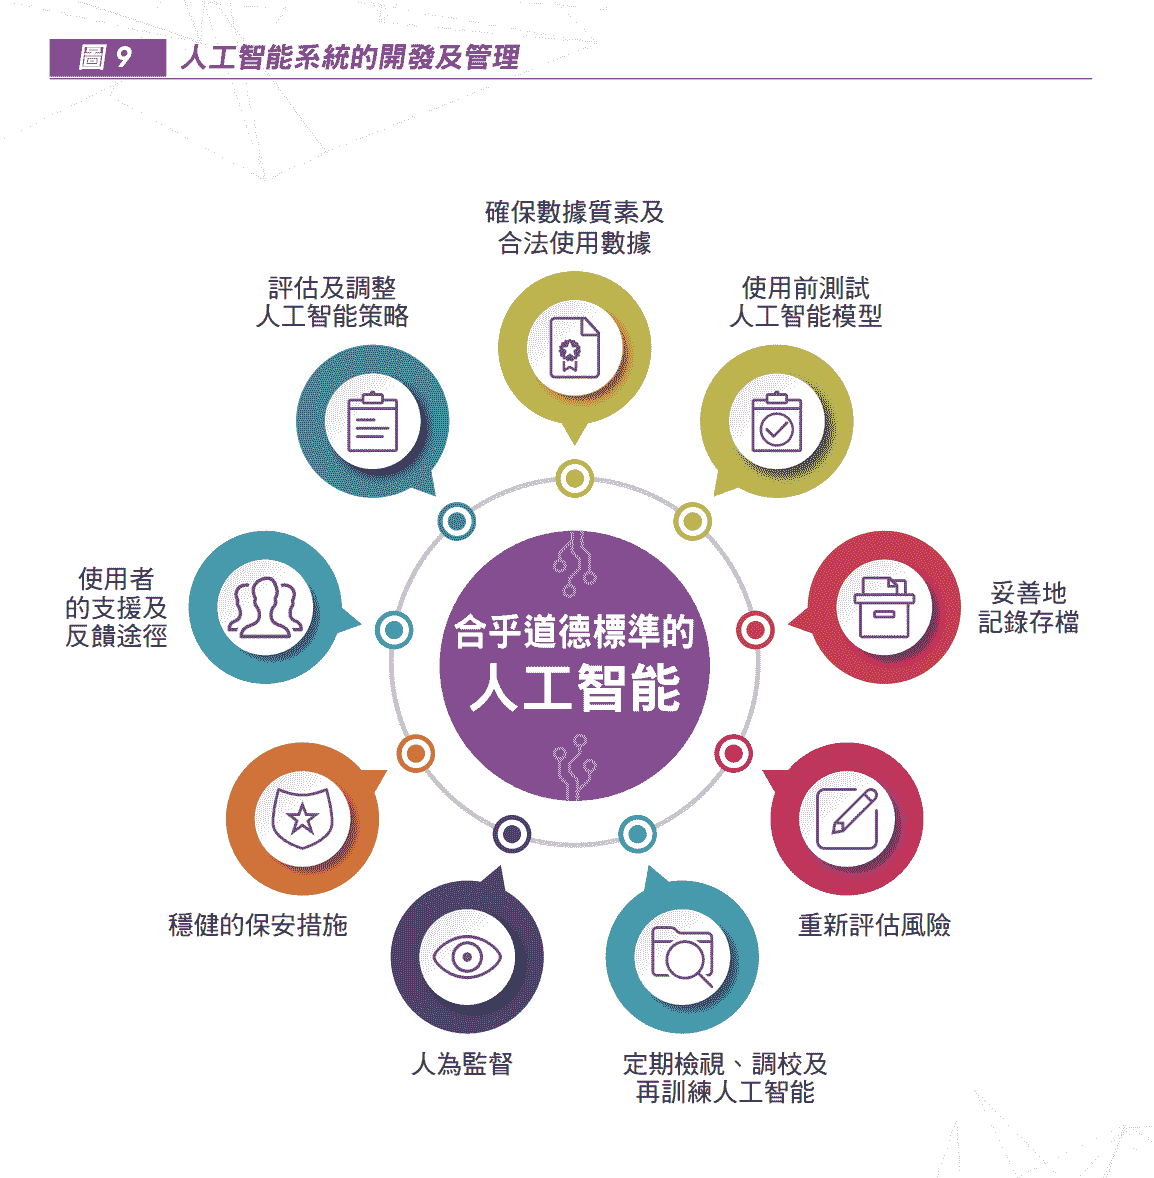 圖 9
人工智能系統的開發及管理
確保數據質素及
合法使用數據
使用前測試
人工智能模型
妥善地
記錄存檔
重新評估風險
定期檢視、調校及
再訓練人工智能
人為監督
穩健的保安措施
使用者
的支援及
反饋途徑
評估及調整
人工智能策略
合乎道德標準的
人工智能